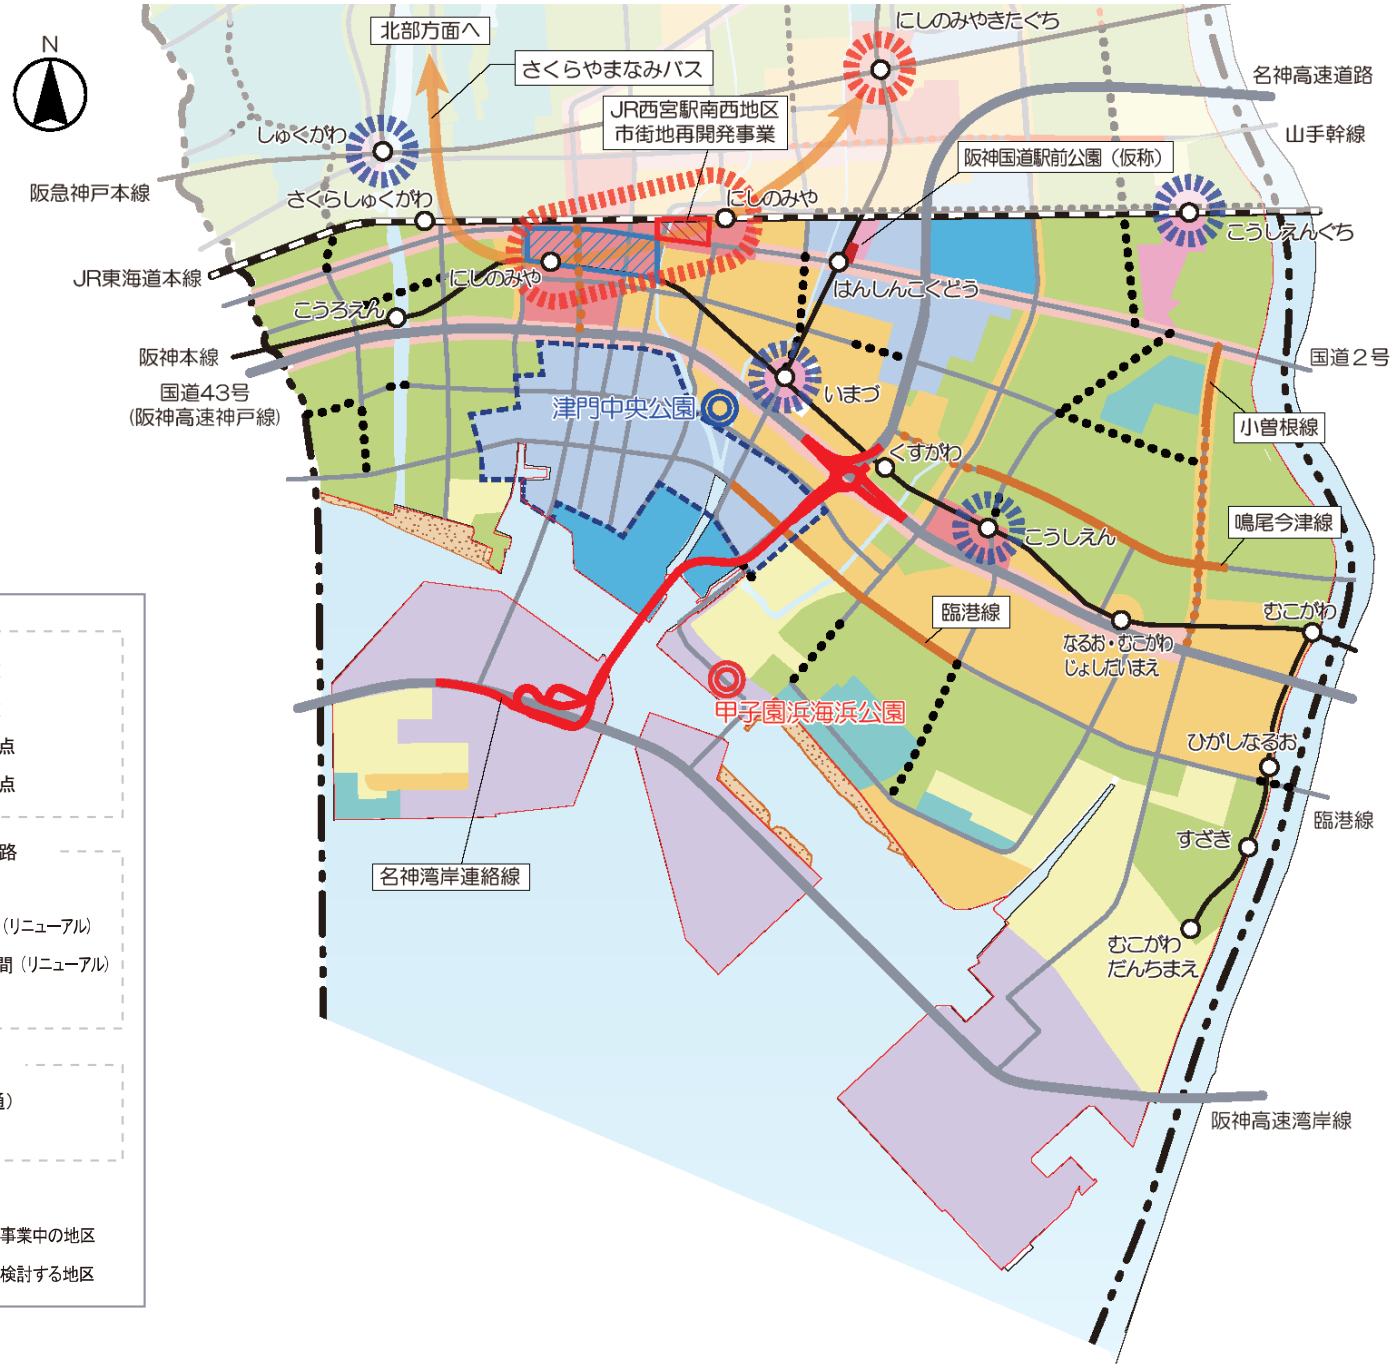 N
北部方面へ
さくらやまなみバス
にしのみやきたぐち
名神高速道路
JR西宮駅南西地区
市街地再開発事業
山手幹線
しゅくがわ
阪神国道駅前公園（仮称）
阪急神戸本線
さくらしゅくがわ
にしのみや
こうしえんぐち
JR東海道本線
にしのみや
はんしんこくどう
こうろえん
阪神本線
国道２号
国道43号
(阪神高速神戸線)
津門中央公園
いまづ
小曽根線
くすがわ
鳴尾今津線
こうしえん
臨港線
むこがわ
なるお・むこがわ
じょしだいまえ
甲子園浜海浜公園
ひがしなるお
臨港線
すざき
名神湾岸連絡線
むこがわ
だんちまえ
阪神高速湾岸線
点
点
路
（リニューアル）
間（リニューアル）
通）
事業中の地区
検討する地区